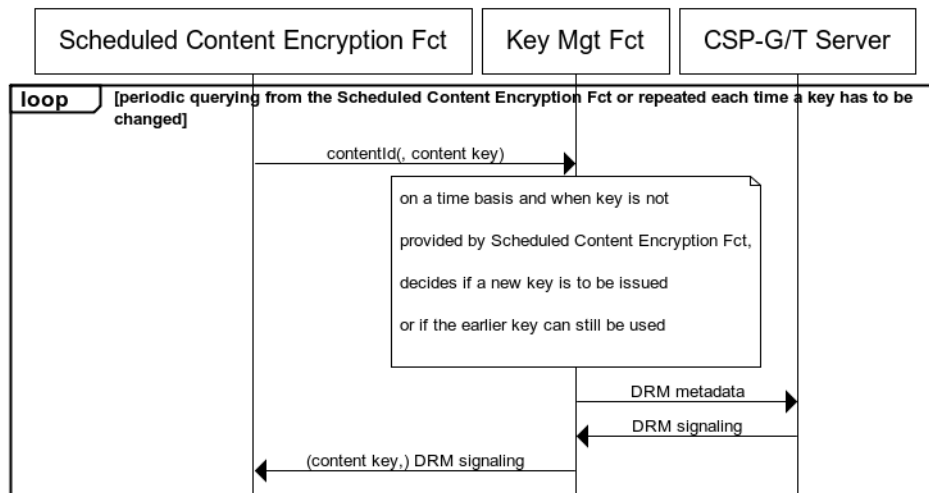 Scheduled Content Encryption Fct
Key Mgt Fct
CSP-G/T Server
loop
[periodic querying from the Scheduled Content Encryption Fct or repeated each time a key has to be
changed]
contentId(, content key)
on a time basis and when key is not
provided by Scheduled Content Encryption Fct,
decides if a new key is to be issued
or if the earlier key can still be used
DRM metadata
DRM signaling
(content key,) DRM signaling